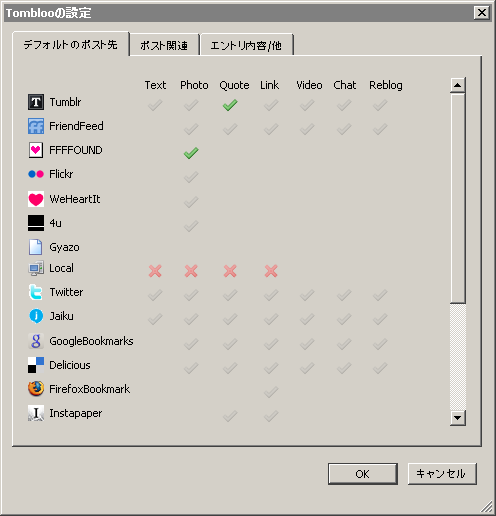 Tomblooの設定
デフォルトのポスト先 ポスト関連 エントリ内容/他
Text Photo Quote Link Video Chat Reblog
Tumblr
FriendFeed
FFFFOUND
Flickr
WeHeartIt
4u
Gyazo
Local
Twitter
Jaiku
GoogleBookmarks
Delicious
FirefoxBookmark
Instapaper
OK キャンセル